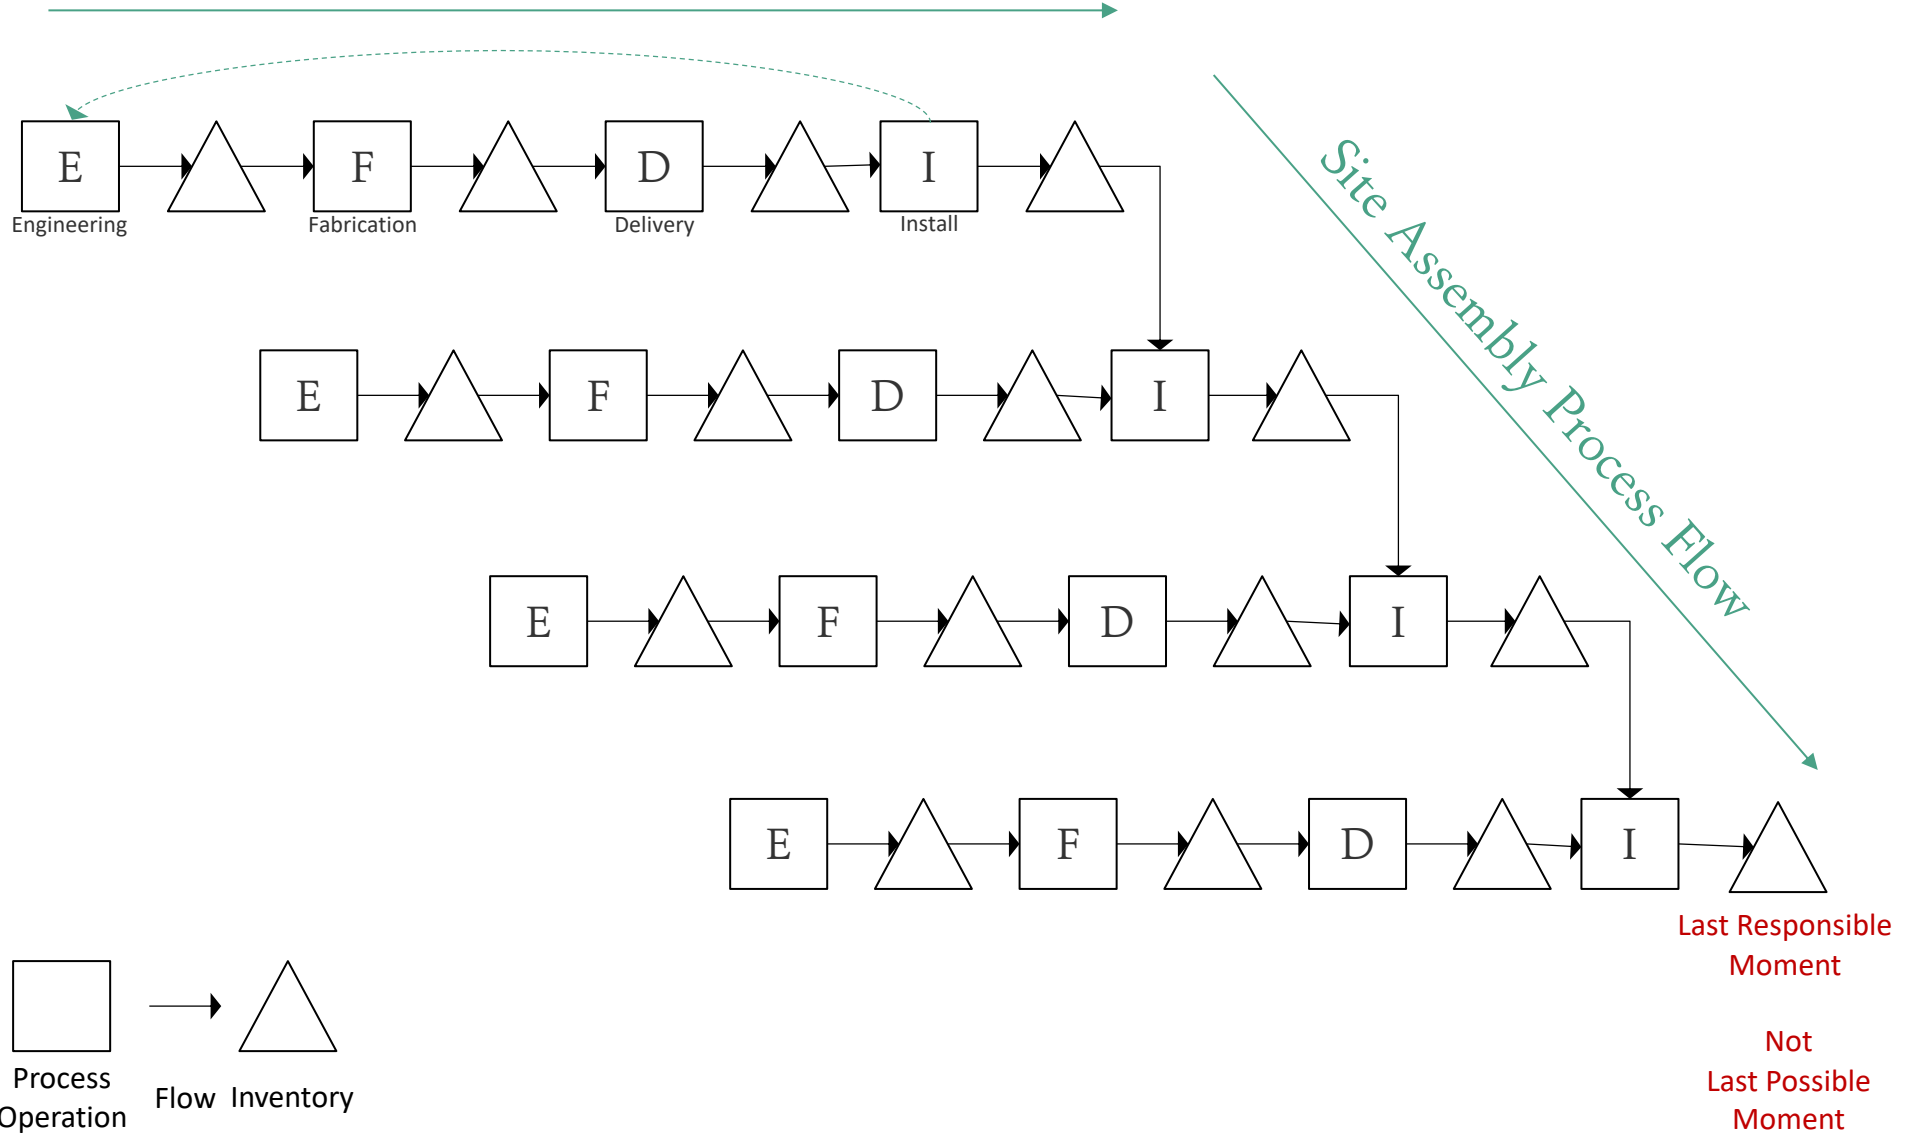 E F D I
Engineering Fabrication Delivery Install
Site Assembly Process Flow
E F D I
E F D I
E F D I
Last Responsible
Moment
Not
Last Possible
Moment
Process
Operation
Flow Inventory